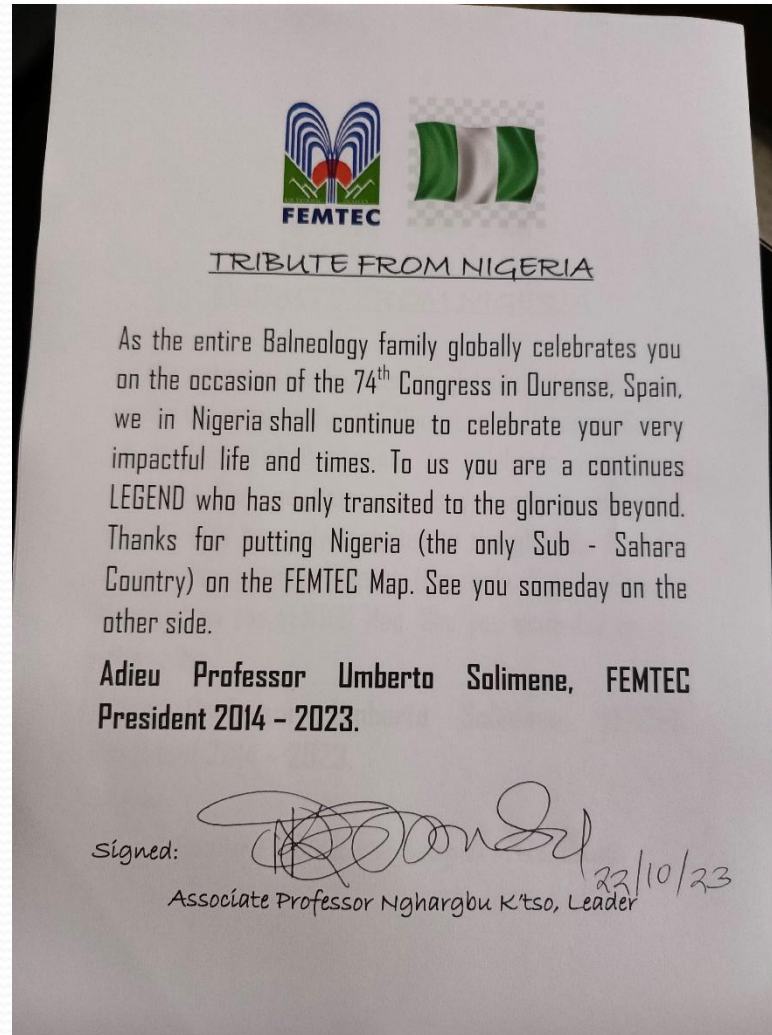 FEMTEC
TRIBUTE FROM NIGERIA
As the entire Balneology family globally celebrates you
on the occasion of the 74th Congress in Ourense, Spain,
we in Nigeria shall continue to celebrate your very
impactful life and times. To us you are a continues
LEGEND who has only transited to the glorious beyond.
Thanks for putting Nigeria (the only Sub - Sahara
Country) on the FEMTEC Map. See you someday on the
other side.
Adieu Professor Umberto Solimene, FEMTEC
President 2014 – 2023.
Signed:
22/10/23
Associate Professor Nghargbu K'tso, Leader